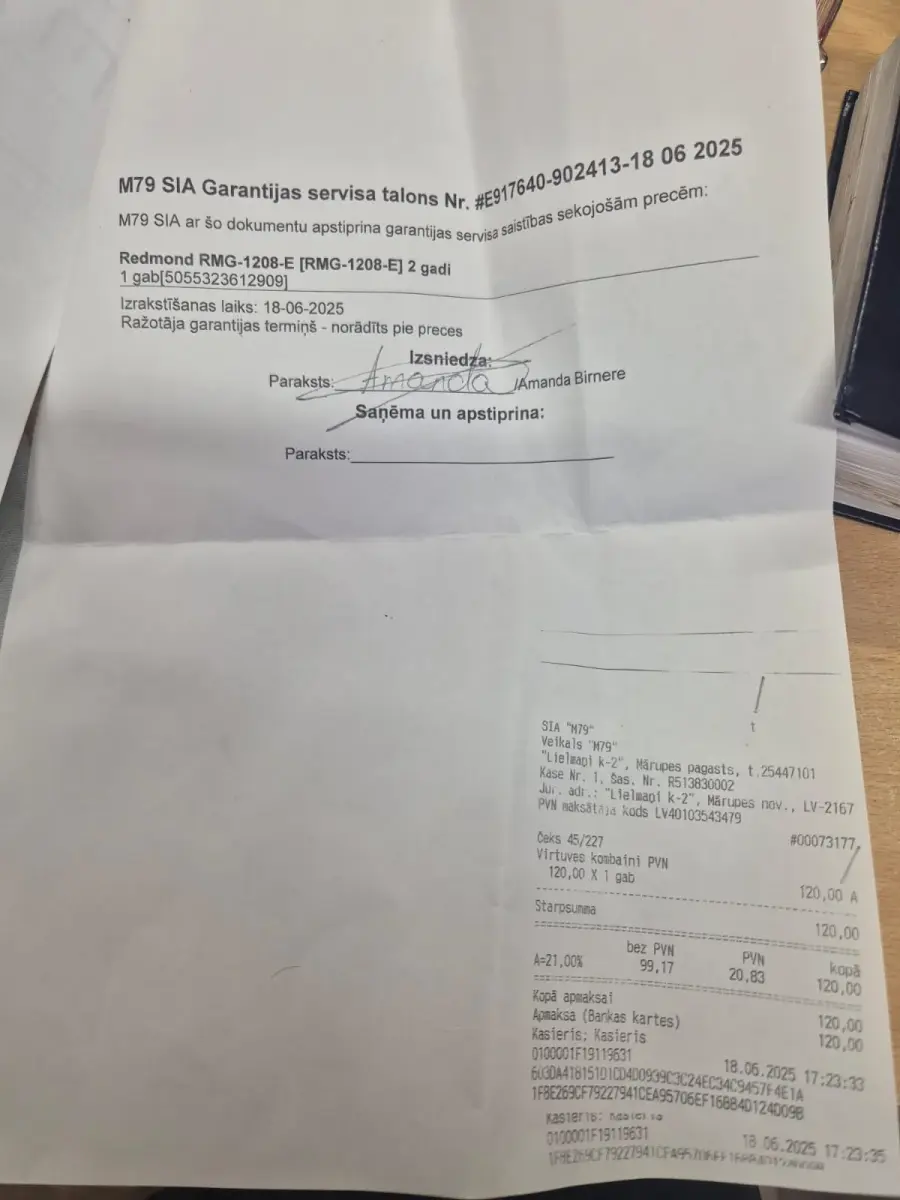 M79 SIA Garantijas servisa talons Nr. #E917640-902413-18 06 2025
M79 SIA ar šo dokumentu apstiprina garantijas servisa saistības sekojošām precēm:
Redmond RMG-1208-E [RMG-1208-E] 2 gadi
1 gab[5055323612909]
Izrakstīšanas laiks: 18-06-2025
Ražotāja garantijas termiņš - norādīts pie preces
Izsniedza:
Paraksts: Amanda /Amanda Birnere
Saņēma un apstiprina:
Paraksts:
SIA "M79"
Veikals "M79"
"Lielmaņi k-2", Mārupes pagasts, t.25447101
Kase Nr. 1, Šas. Nr. R513830002
Jur. adr.: "Lielmaņi k-2", Mārupes nov., LV-2167
PVN maksātāja kods LV40103543479
Čeks 45/227 #00073177
Virtuves kombaini PVN
120,00 X 1 gab
120,00 A
Starpsumma 120,00
bez PVN PVN kopā
A=21,00% 99,17 20,83 120,00
Kopā apmaksai 120,00
Apmaksa (Bankas kartes) 120,00
Kasieris: Kasieris
0100001F19119631 18.06.2025 17:23:33
603DA41815101CD4D0939C3C24EC34C9457F4E1A
1F8E269CF79227941CEA95706EF16BB4D124D09B
Kasieris:
0100001F19119631 18.06.2025 17:23:35